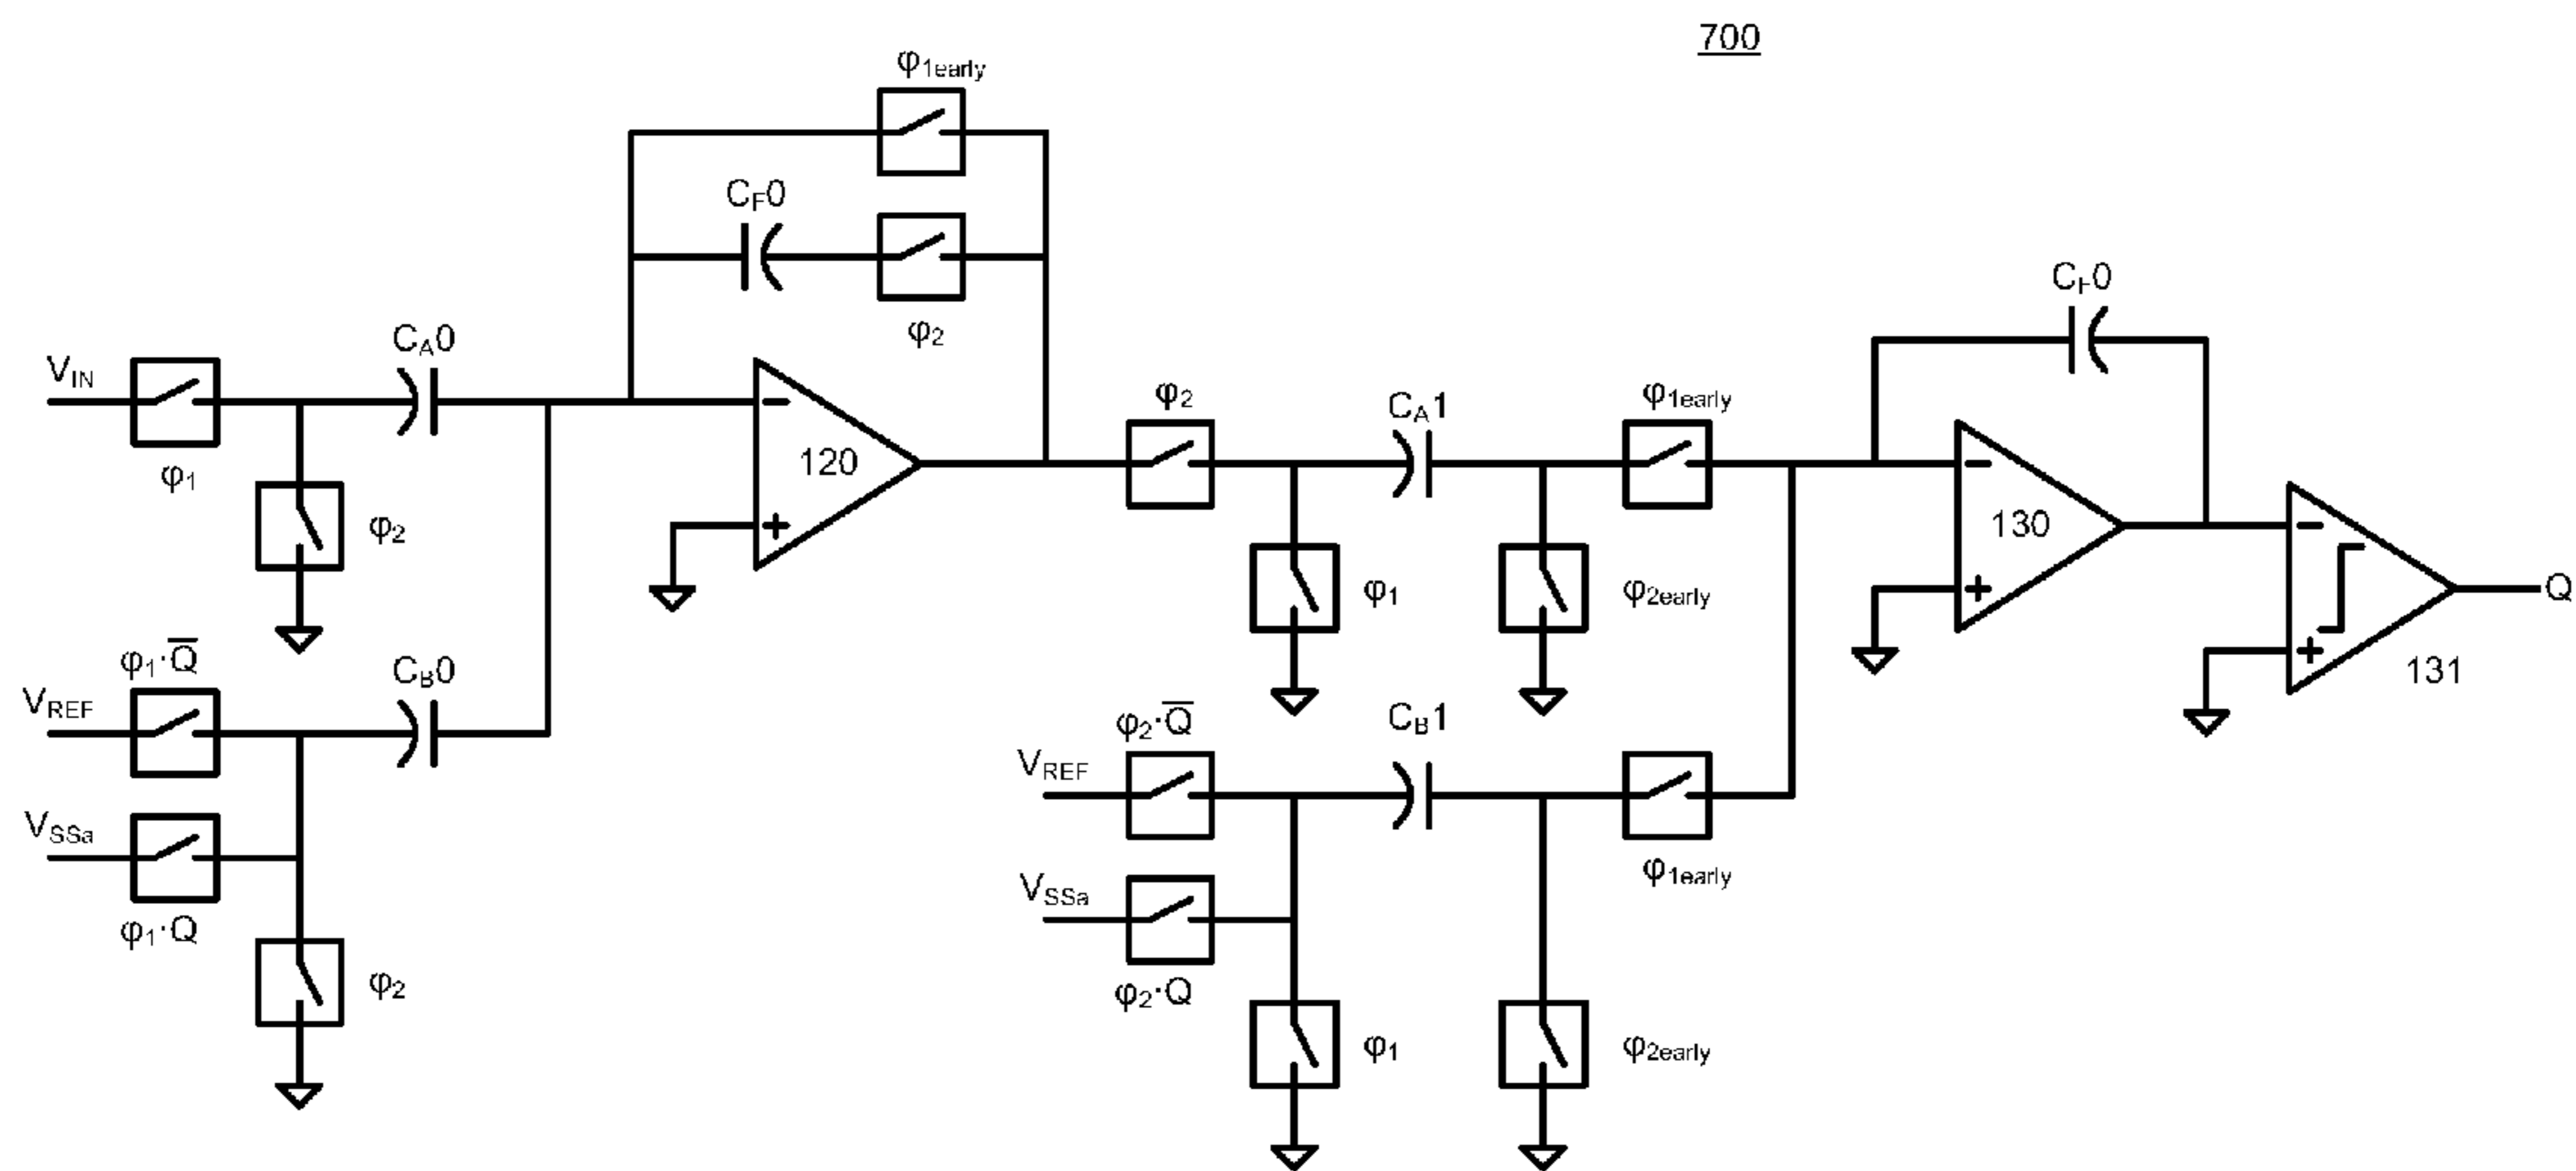 700
φ1early
CF0
φ2
CA0
VIN
φ1
φ2
120
φ2
CA1
φ1early
CF0
130
φ1
φ2early
131
Q
φ1·Q̅
CB0
VREF
VSSa
φ1·Q
φ2
φ2·Q̅
CB1
VREF
φ1early
VSSa
φ2·Q
φ1
φ2early